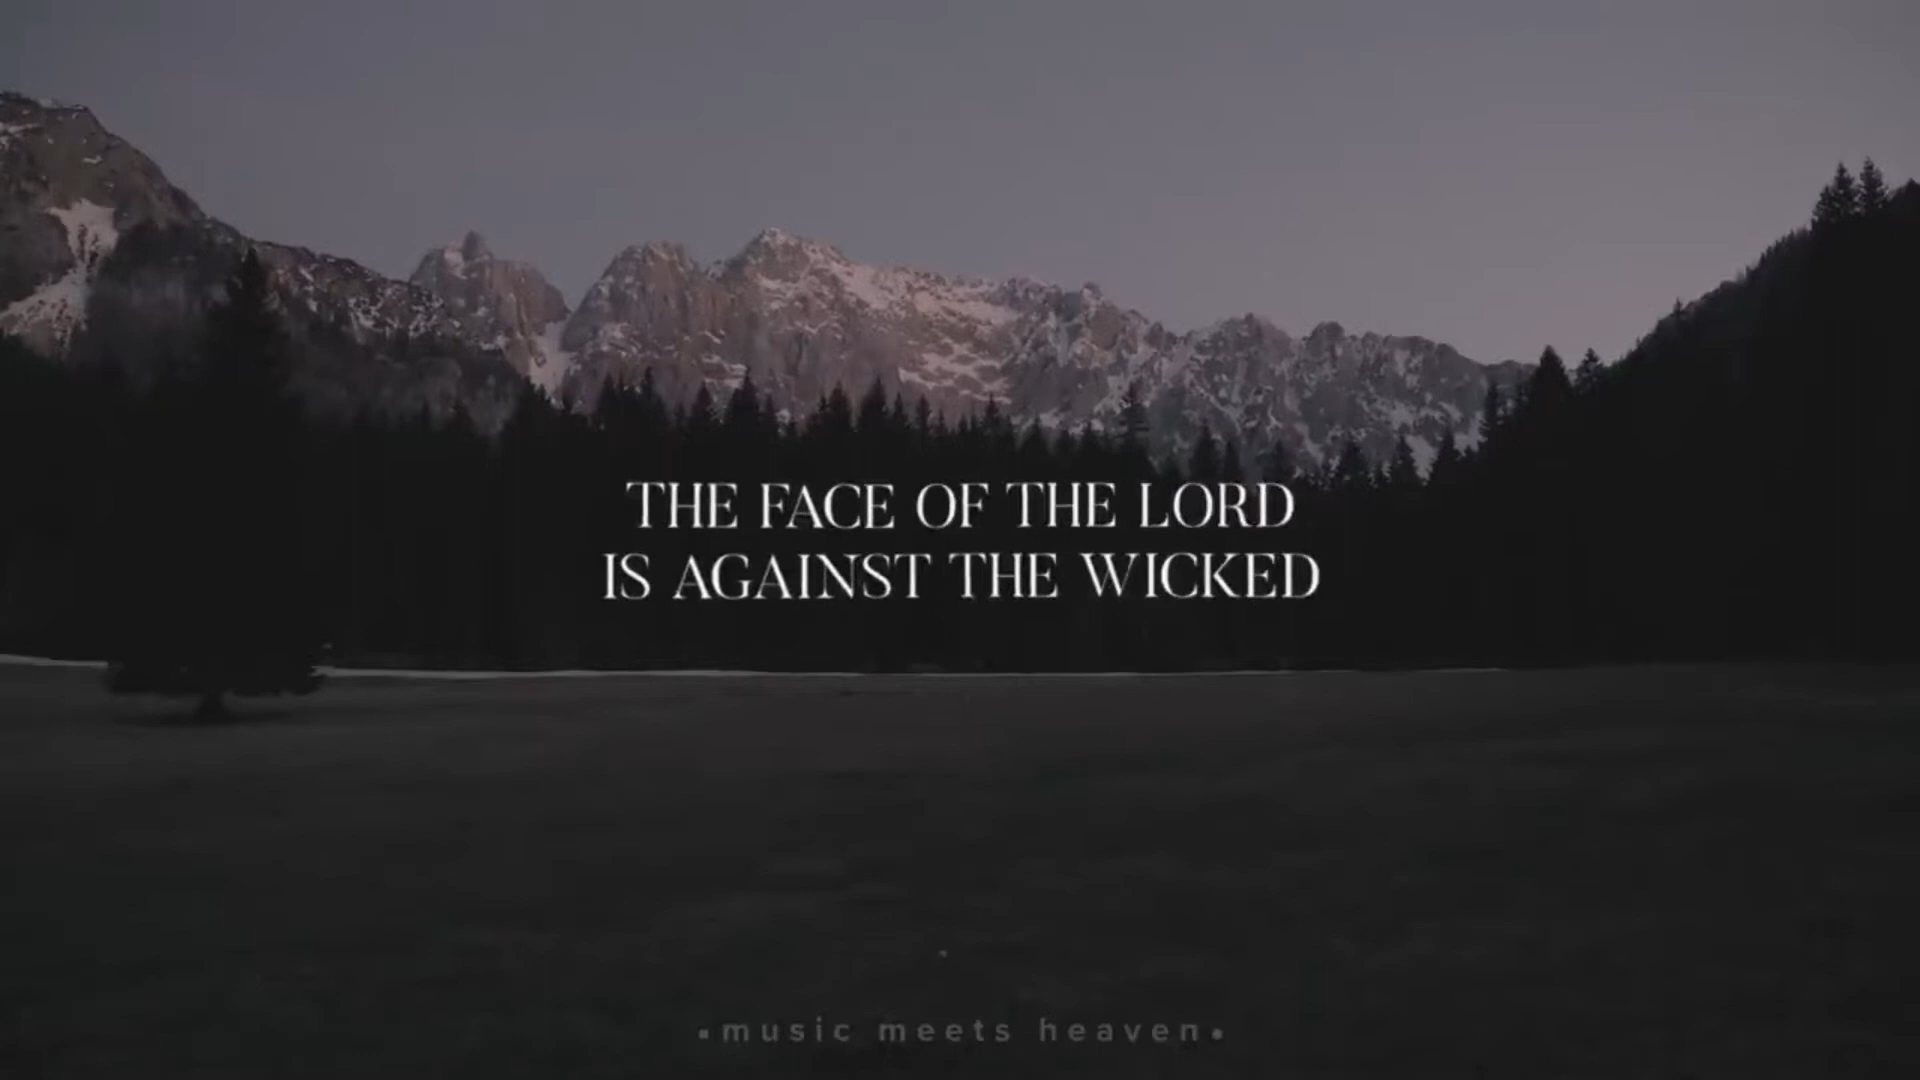 THE FACE OF THE LORD
IS AGAINST THE WICKED
•music meets heaven•